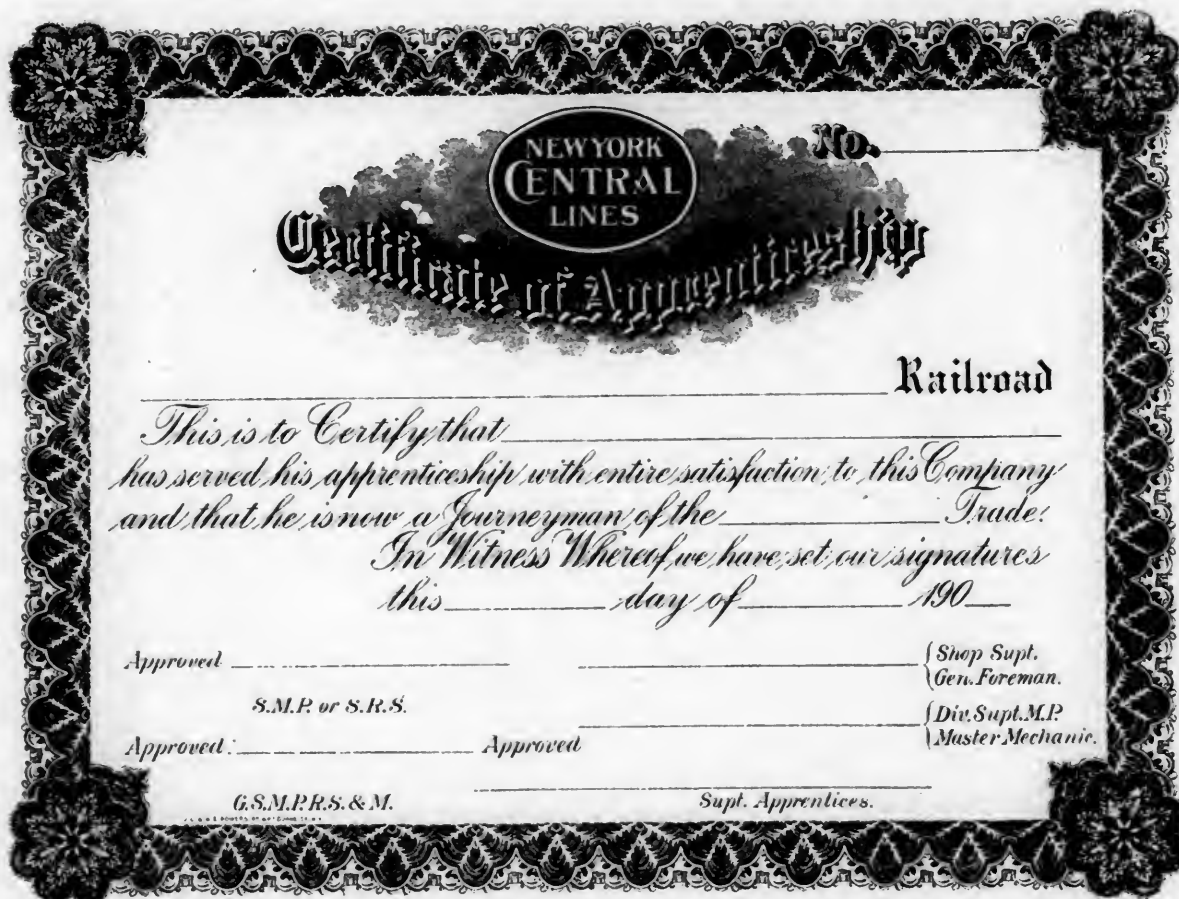 NEW YORK
CENTRAL
LINES
No.
Certificate of Apprenticeship
Railroad
This is to Certify that
has served his apprenticeship with entire satisfaction to this Company
and that he is now a Journeyman of the Trade.
In Witness Whereof we have set our signatures
this day of 190
Approved
Shop Supt.
Gen. Foreman.
S.M.P. or S.R.S.
Div. Supt. M.P.
Master Mechanic.
Approved: Approved
G.S.M.P.R.S. & M. Supt. Apprentices.